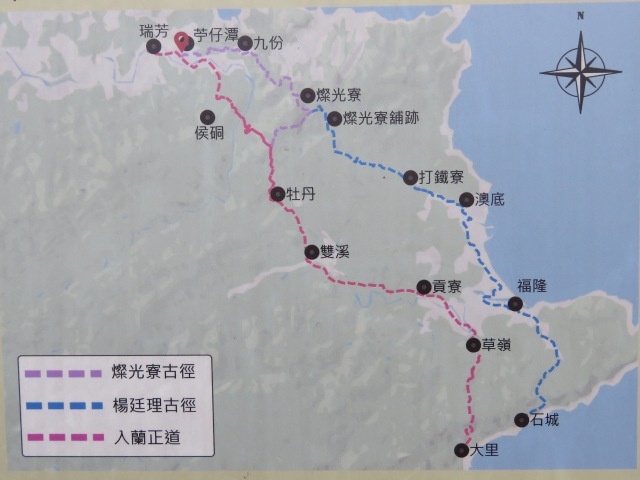 N
瑞芳
苧仔潭
九份
燦光寮
燦光寮舖跡
侯硐
打鐵寮
牡丹
澳底
雙溪
貢寮
福隆
草嶺
石城
大里
燦光寮古徑
楊廷理古徑
入蘭正道